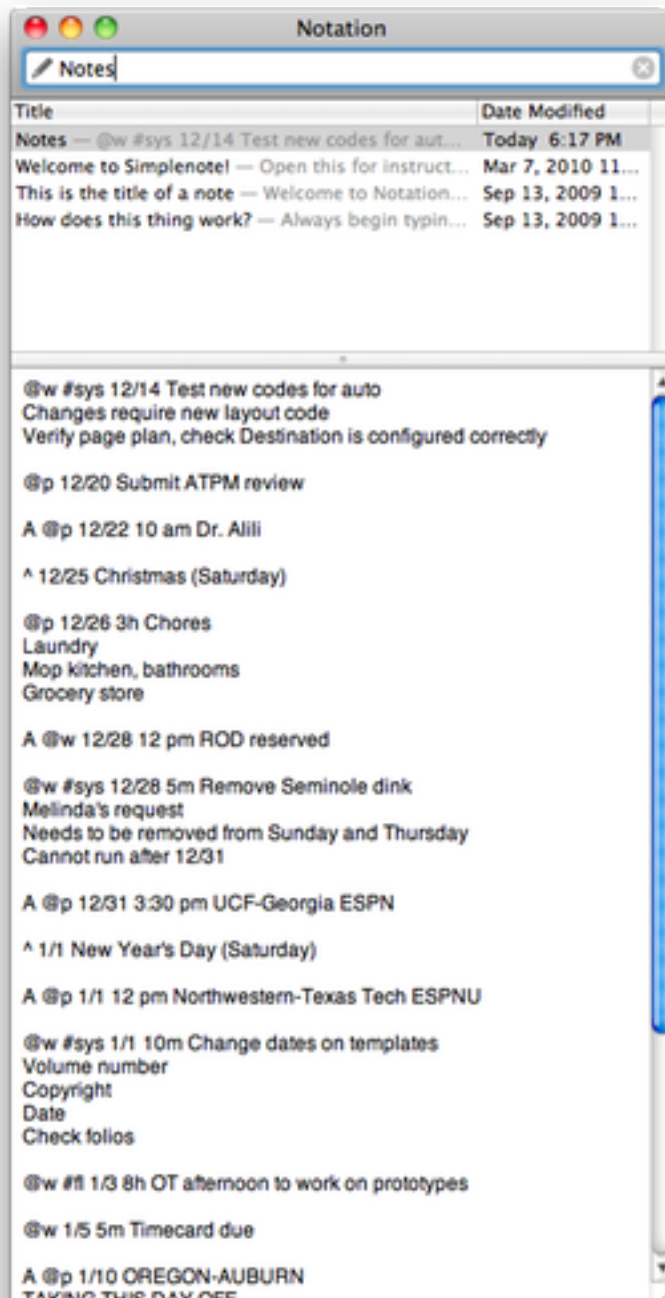 Notation
Notes
Title Date Modified
Notes — @w #sys 12/14 Test new codes for aut... Today 6:17 PM
Welcome to Simplenote! — Open this for instruct... Mar 7, 2010 11...
This is the title of a note — Welcome to Notation... Sep 13, 2009 1...
How does this thing work? — Always begin typin... Sep 13, 2009 1...
@w #sys 12/14 Test new codes for auto
Changes require new layout code
Verify page plan, check Destination is configured correctly
@p 12/20 Submit ATPM review
A @p 12/22 10 am Dr. Alili
^ 12/25 Christmas (Saturday)
@p 12/26 3h Chores
Laundry
Mop kitchen, bathrooms
Grocery store
A @w 12/28 12 pm ROD reserved
@w #sys 12/28 5m Remove Seminole dink
Melinda's request
Needs to be removed from Sunday and Thursday
Cannot run after 12/31
A @p 12/31 3:30 pm UCF-Georgia ESPN
^ 1/1 New Year's Day (Saturday)
A @p 1/1 12 pm Northwestern-Texas Tech ESPNU
@w #sys 1/1 10m Change dates on templates
Volume number
Copyright
Date
Check folios
@w #fl 1/3 8h OT afternoon to work on prototypes
@w 1/5 5m Timecard due
A @p 1/10 OREGON-AUBURN
TAKING THIS DAY OFF